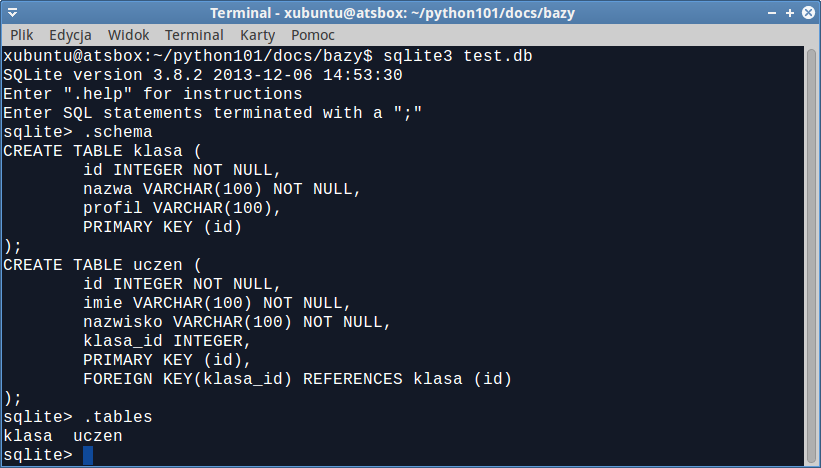 Terminal - xubuntu@atsbox: ~/python101/docs/bazy
Plik Edycja Widok Terminal Karty Pomoc
xubuntu@atsbox:~/python101/docs/bazy$ sqlite3 test.db
SQLite version 3.8.2 2013-12-06 14:53:30
Enter ".help" for instructions
Enter SQL statements terminated with a ";"
sqlite> .schema
CREATE TABLE klasa (
        id INTEGER NOT NULL,
        nazwa VARCHAR(100) NOT NULL,
        profil VARCHAR(100),
        PRIMARY KEY (id)
);
CREATE TABLE uczen (
        id INTEGER NOT NULL,
        imie VARCHAR(100) NOT NULL,
        nazwisko VARCHAR(100) NOT NULL,
        klasa_id INTEGER,
        PRIMARY KEY (id),
        FOREIGN KEY(klasa_id) REFERENCES klasa (id)
);
sqlite> .tables
klasa  uczen
sqlite>